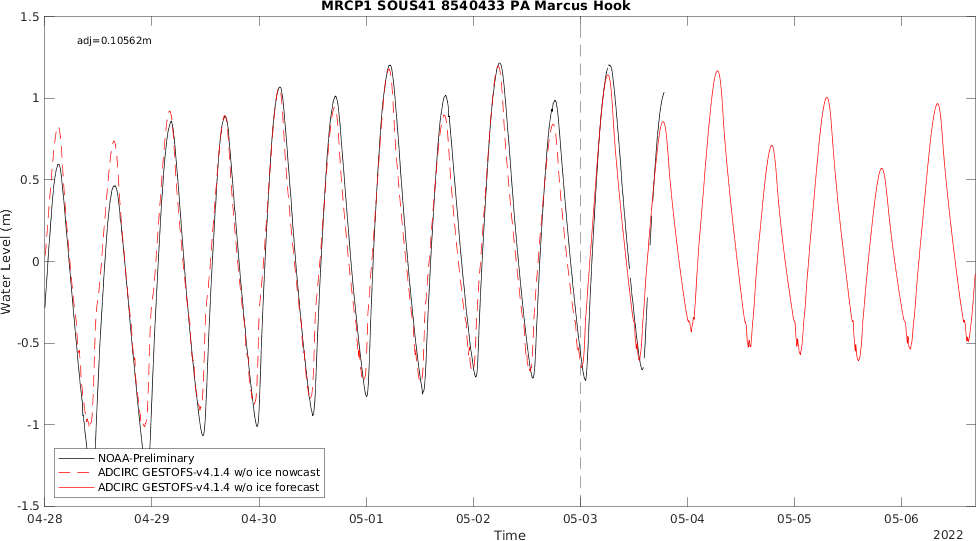 MRCP1 SOUS41 8540433 PA Marcus Hook
adj=0.10562m
1.5
1
0.5
0
-0.5
-1
-1.5
Water Level (m)
NOAA-Preliminary
ADCIRC GESTOFS-v4.1.4 w/o ice nowcast
ADCIRC GESTOFS-v4.1.4 w/o ice forecast
04-28 04-29 04-30 05-01 05-02 05-03 05-04 05-05 05-06
Time
2022